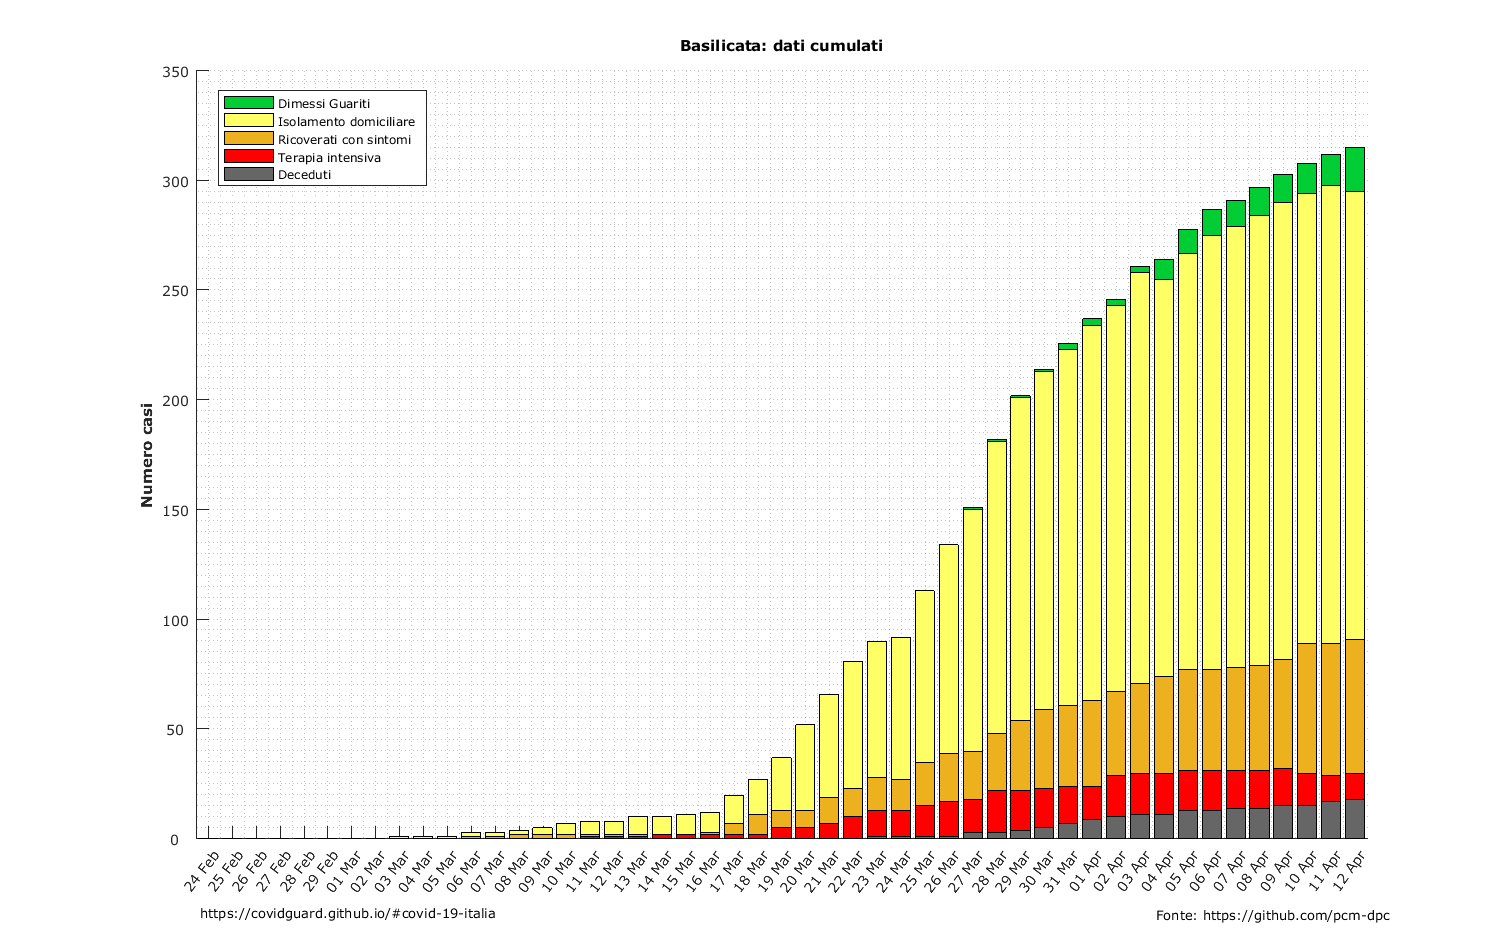 Basilicata: dati cumulati
Numero casi
350
300
250
200
150
100
50
0
Dimessi Guariti
Isolamento domiciliare
Ricoverati con sintomi
Terapia intensiva
Deceduti
24 Feb
25 Feb
26 Feb
27 Feb
28 Feb
29 Feb
01 Mar
02 Mar
03 Mar
04 Mar
05 Mar
06 Mar
07 Mar
08 Mar
09 Mar
10 Mar
11 Mar
12 Mar
13 Mar
14 Mar
15 Mar
16 Mar
17 Mar
18 Mar
19 Mar
20 Mar
21 Mar
22 Mar
23 Mar
24 Mar
25 Mar
26 Mar
27 Mar
28 Mar
29 Mar
30 Mar
31 Mar
01 Apr
02 Apr
03 Apr
04 Apr
05 Apr
06 Apr
07 Apr
08 Apr
09 Apr
10 Apr
11 Apr
12 Apr
https://covidguard.github.io/#covid-19-italia
Fonte: https://github.com/pcm-dpc